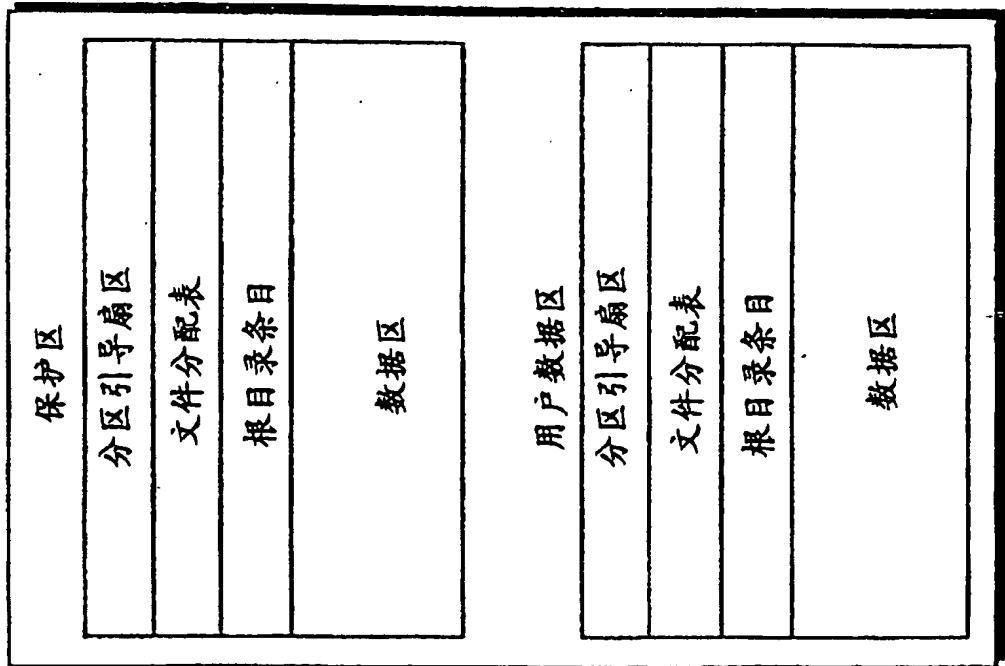 保护区
分区引导扇区
文件分配表
根目录条目
数据区
用户数据区
分区引导扇区
文件分配表
根目录条目
数据区